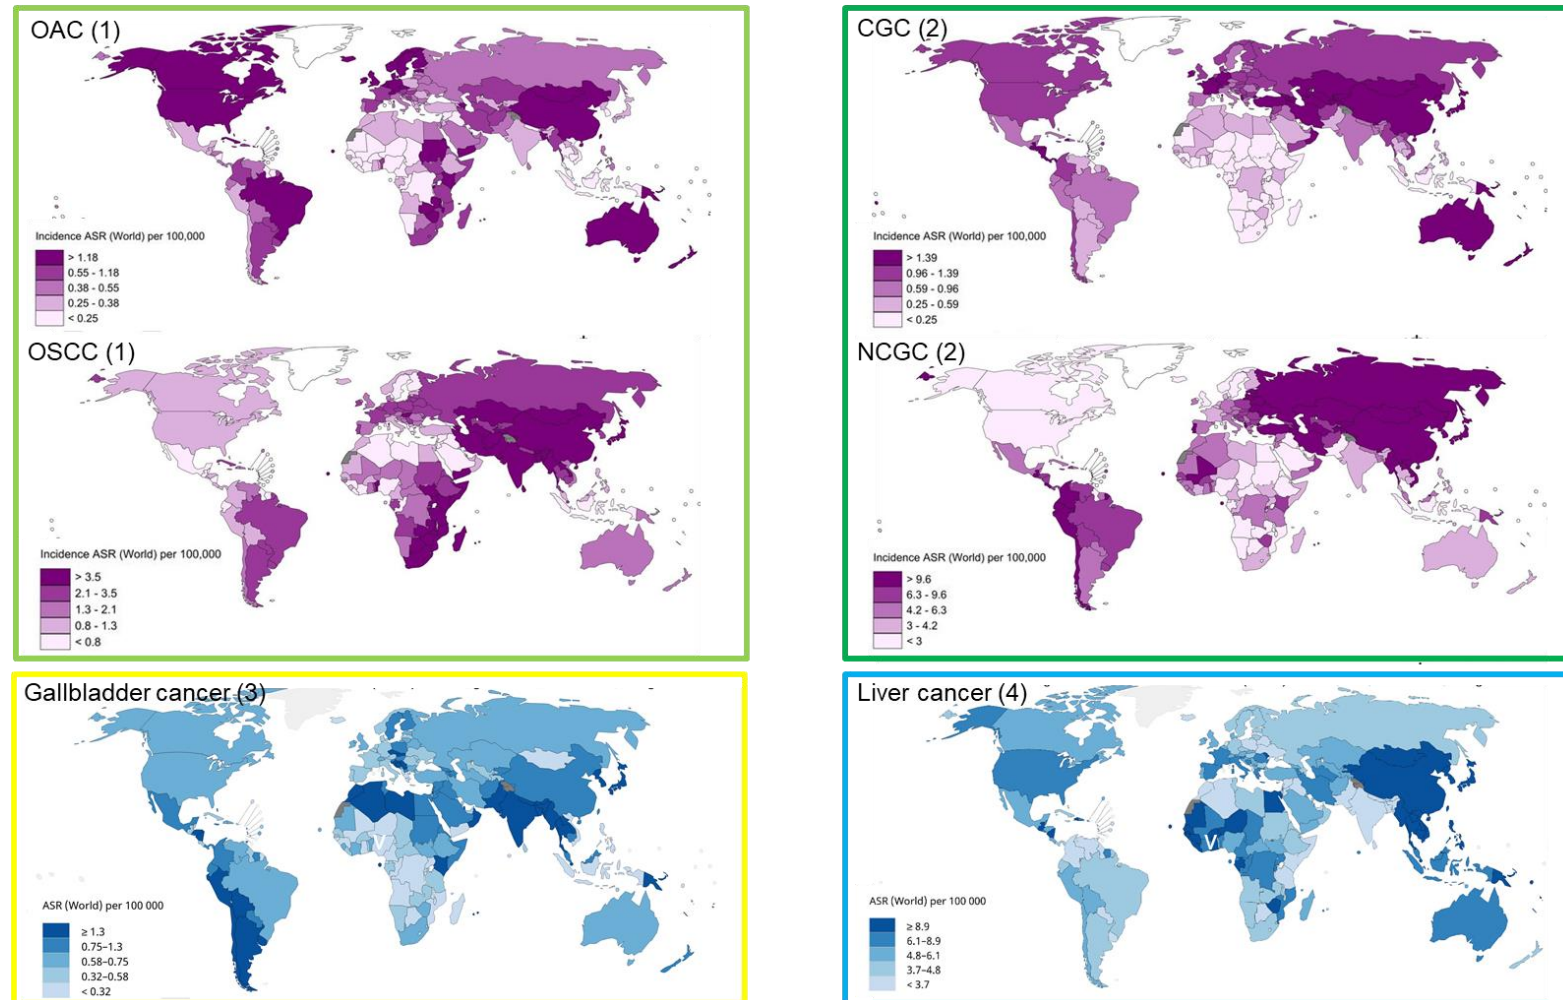 OAC (1)
Incidence ASR (World) per 100,000
> 1.18
0.55 - 1.18
0.38 - 0.55
0.25 - 0.38
< 0.25
OSCC (1)
Incidence ASR (World) per 100,000
> 3.5
2.1 - 3.5
1.3 - 2.1
0.8 - 1.3
< 0.8
CGC (2)
Incidence ASR (World) per 100,000
> 1.39
0.96 - 1.39
0.59 - 0.96
0.25 - 0.59
< 0.25
NCGC (2)
Incidence ASR (World) per 100,000
> 9.6
6.3 - 9.6
4.2 - 6.3
3 - 4.2
< 3
Gallbladder cancer (3)
V
ASR (World) per 100 000
≥ 1.3
0.75–1.3
0.58–0.75
0.32–0.58
< 0.32
Liver cancer (4)
V
ASR (World) per 100 000
≥ 8.9
6.1–8.9
4.8–6.1
3.7–4.8
< 3.7